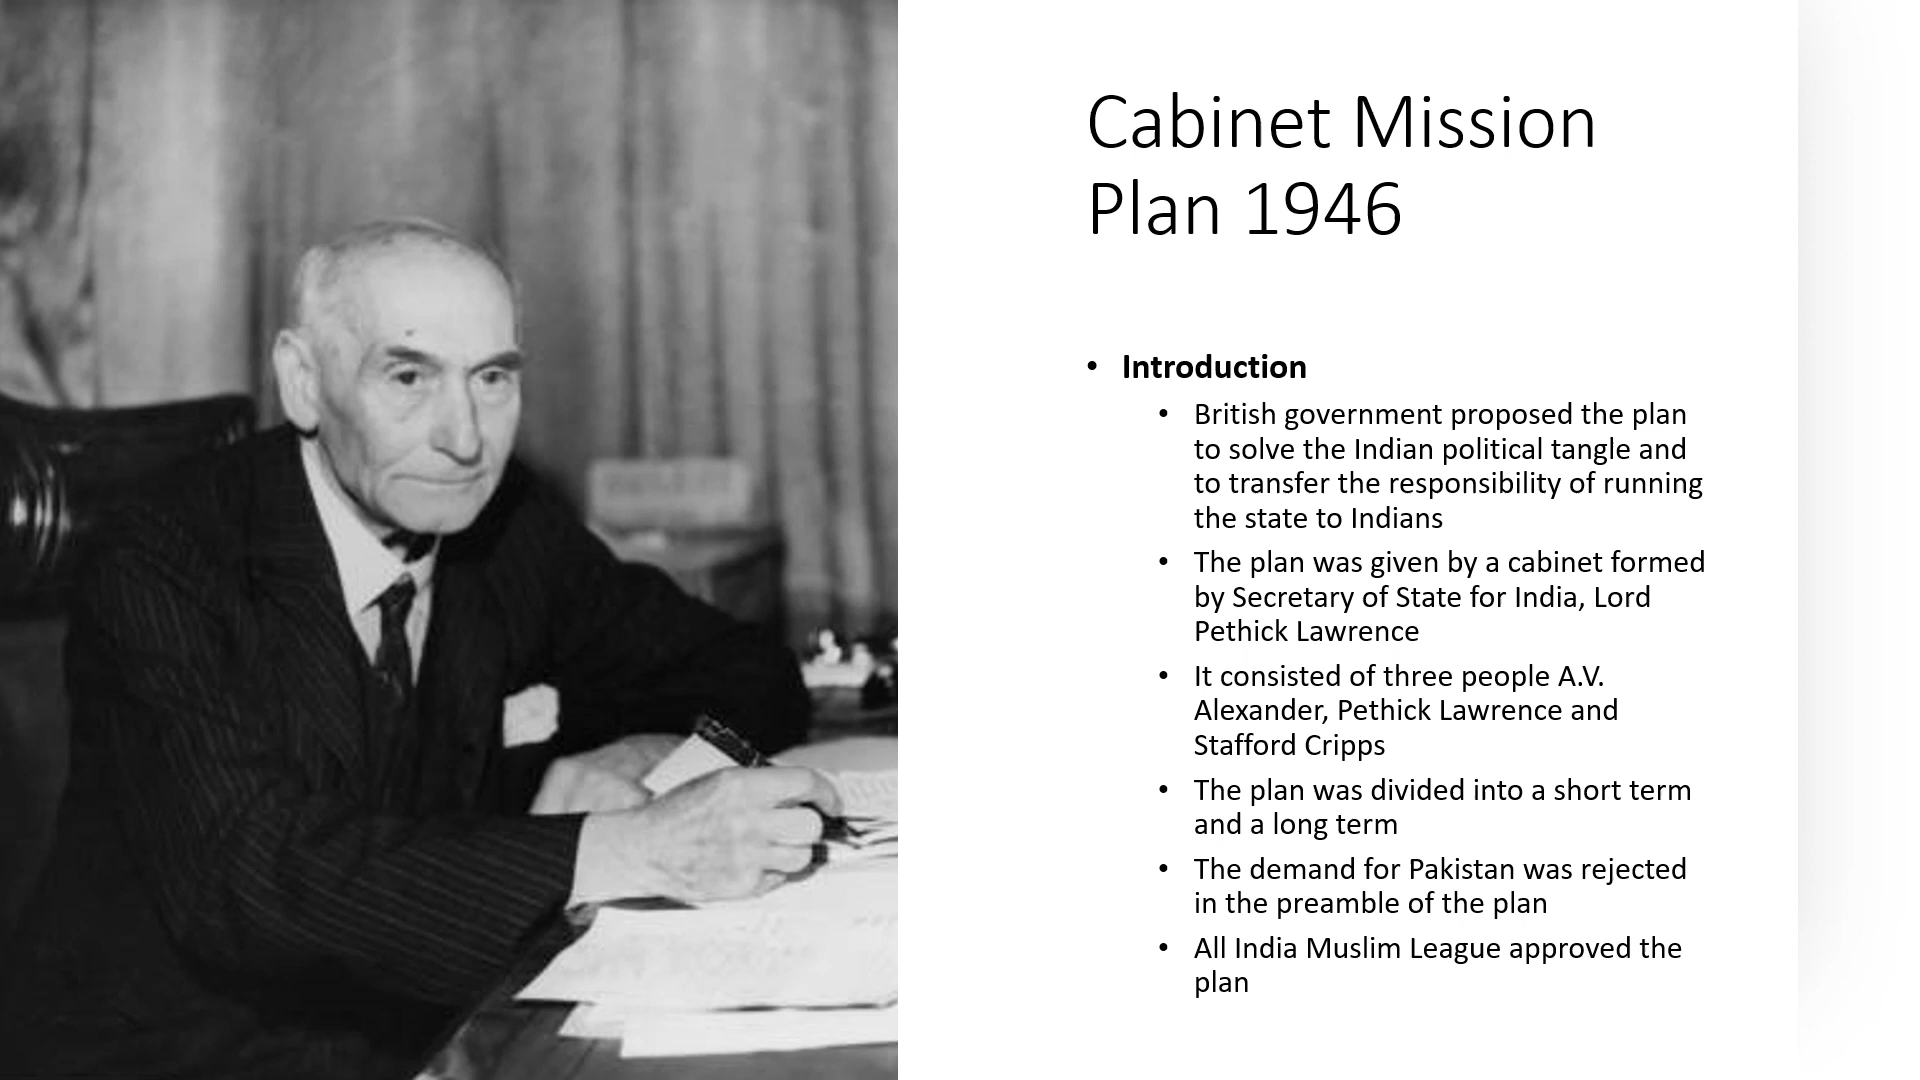 Cabinet Mission
Plan 1946
• Introduction
• British government proposed the plan
to solve the Indian political tangle and
to transfer the responsibility of running
the state to Indians
• The plan was given by a cabinet formed
by Secretary of State for India, Lord
Pethick Lawrence
• It consisted of three people A.V.
Alexander, Pethick Lawrence and
Stafford Cripps
• The plan was divided into a short term
and a long term
• The demand for Pakistan was rejected
in the preamble of the plan
• All India Muslim League approved the
plan